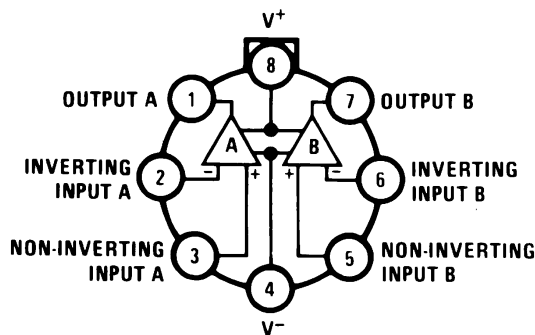 V+
8
OUTPUT A
1
7
OUTPUT B
A
B
INVERTING
INPUT A
2
−
+
+
−
6
INVERTING
INPUT B
NON-INVERTING
INPUT A
3
5
NON-INVERTING
INPUT B
4
V−